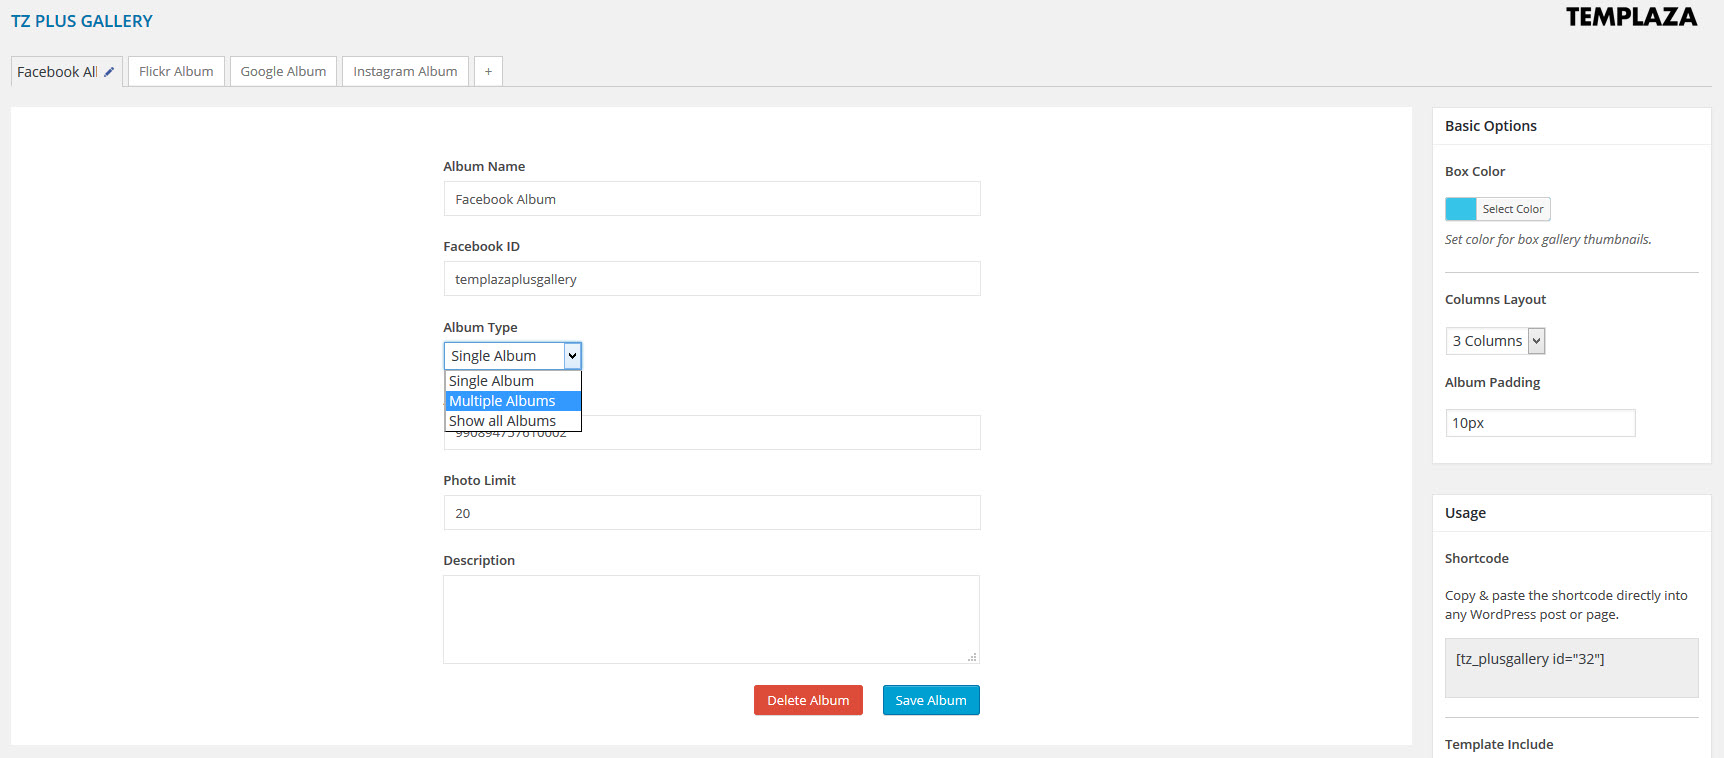 TZ PLUS GALLERY
TEMPLAZA
Facebook Al
Flickr Album
Google Album
Instagram Album
+
Album Name
Facebook Album
Facebook ID
templazaplusgallery
Album Type
Single Album
Single Album
Multiple Albums
Show all Albums
Photo Limit
20
Description
Delete Album
Save Album
Basic Options
Box Color
Select Color
Set color for box gallery thumbnails.
Columns Layout
3 Columns
Album Padding
10px
Usage
Shortcode
Copy & paste the shortcode directly into
any WordPress post or page.
[tz_plusgallery id="32"]
Template Include